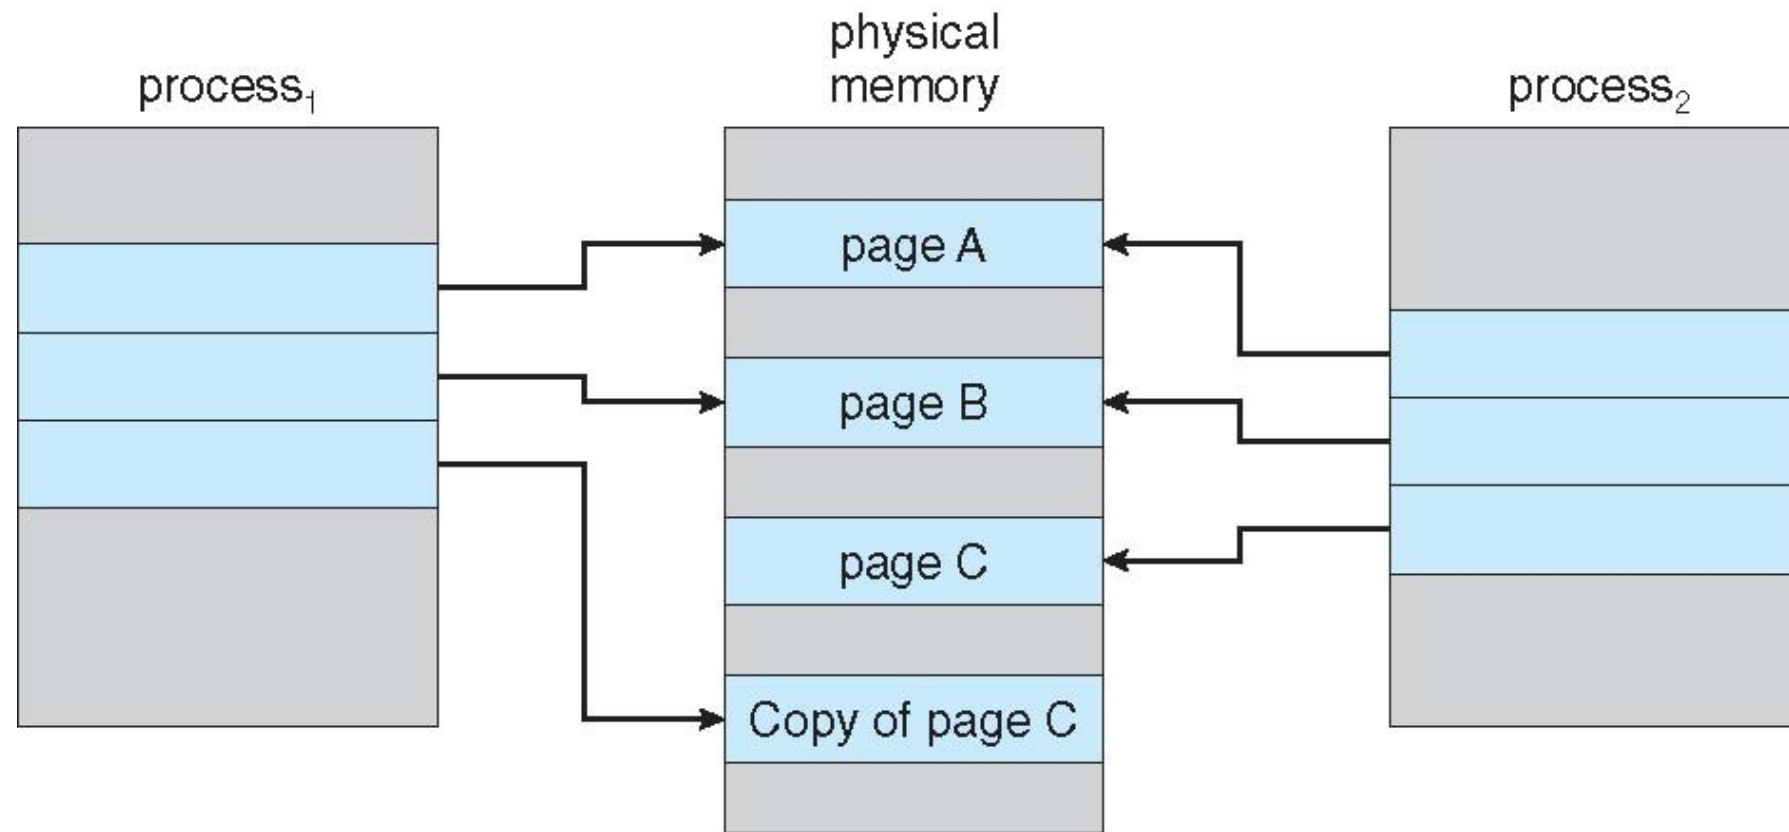 physical
memory
process₁
process₂
page A
page B
page C
Copy of page C